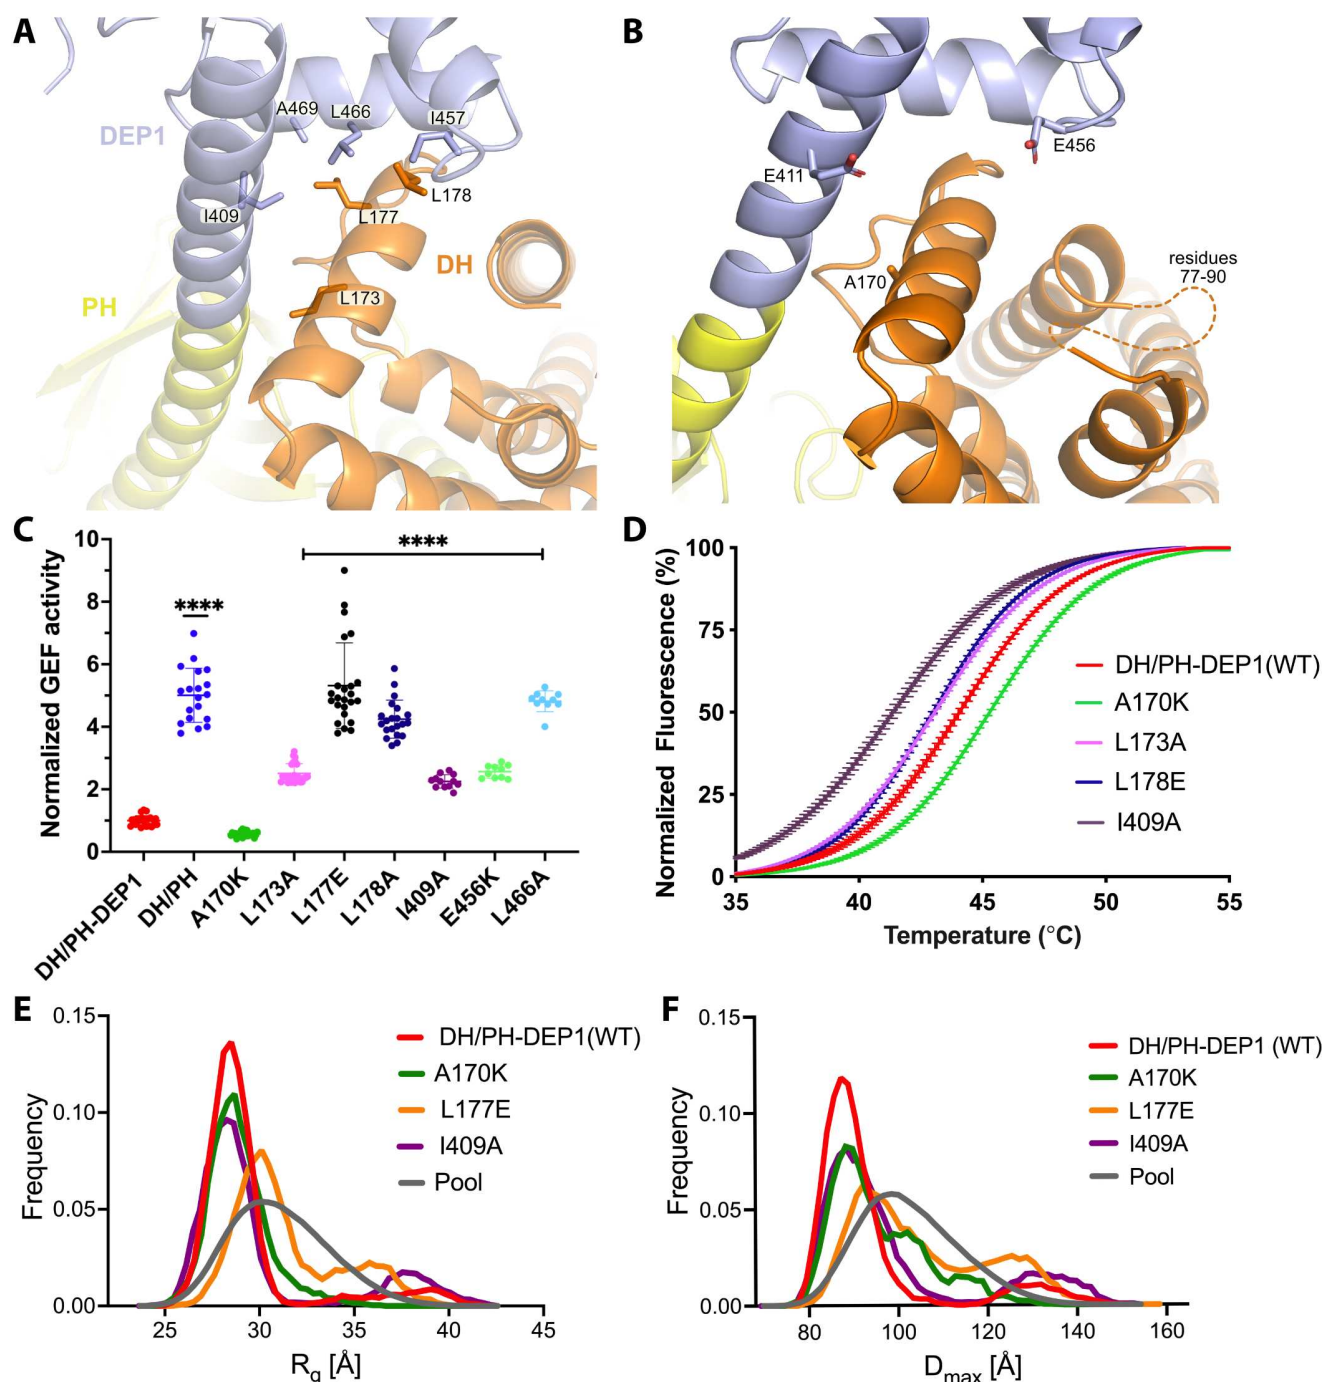 A
A469
L466
I457
DEP1
L178
I409
L177
DH
L173
PH
B
E456
E411
A170
residues
77-90
C
Normalized GEF activity
10
8
6
4
2
0
****
****
DH/PH-DEP1
DH/PH
A170K
L173A
L177E
L178A
I409A
E456K
L466A
D
Normalized Fluorescence (%)
100
75
50
25
0
35
40
45
50
55
Temperature (°C)
DH/PH-DEP1(WT)
A170K
L173A
L178E
I409A
E
Frequency
0.15
0.10
0.05
0.00
25
30
35
40
45
Rg [Å]
DH/PH-DEP1(WT)
A170K
L177E
I409A
Pool
F
Frequency
0.15
0.10
0.05
0.00
80
100
120
140
160
Dmax [Å]
DH/PH-DEP1 (WT)
A170K
L177E
I409A
Pool